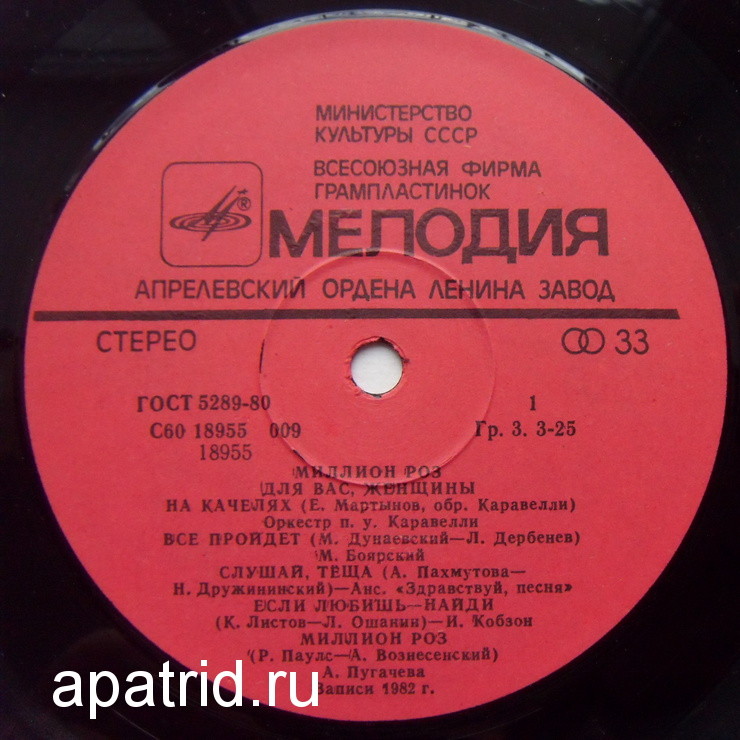 МИНИСТЕРСТВО
КУЛЬТУРЫ СССР
ВСЕСОЮЗНАЯ ФИРМА
ГРАМПЛАСТИНОК
®
МЕЛОДИЯ
АПРЕЛЕВСКИЙ ОРДЕНА ЛЕНИНА ЗАВОД
СТЕРЕО 33
ГОСТ 5289-80 1
С60 18955 009 Гр. 3. 3-25
18955
МИЛЛИОН РОЗ
ДЛЯ ВАС, ЖЕНЩИНЫ
НА КАЧЕЛЯХ (Е. Мартынов, обр. Каравелли)
Оркестр п. у. Каравелли
ВСЕ ПРОЙДЕТ (М. Дунаевский—Л. Дербенев)
М. Боярский
СЛУШАЙ, ТЕЩА (А. Пахмутова—
Н. Дружининский)—Анс. «Здравствуй, песня»
ЕСЛИ ЛЮБИШЬ—НАЙДИ
(К. Листов—Л. Ошанин)—И. Кобзон
МИЛЛИОН РОЗ
(Р. Паулс—А. Вознесенский)
А. Пугачева
Записи 1982 г.
apatrid.ru